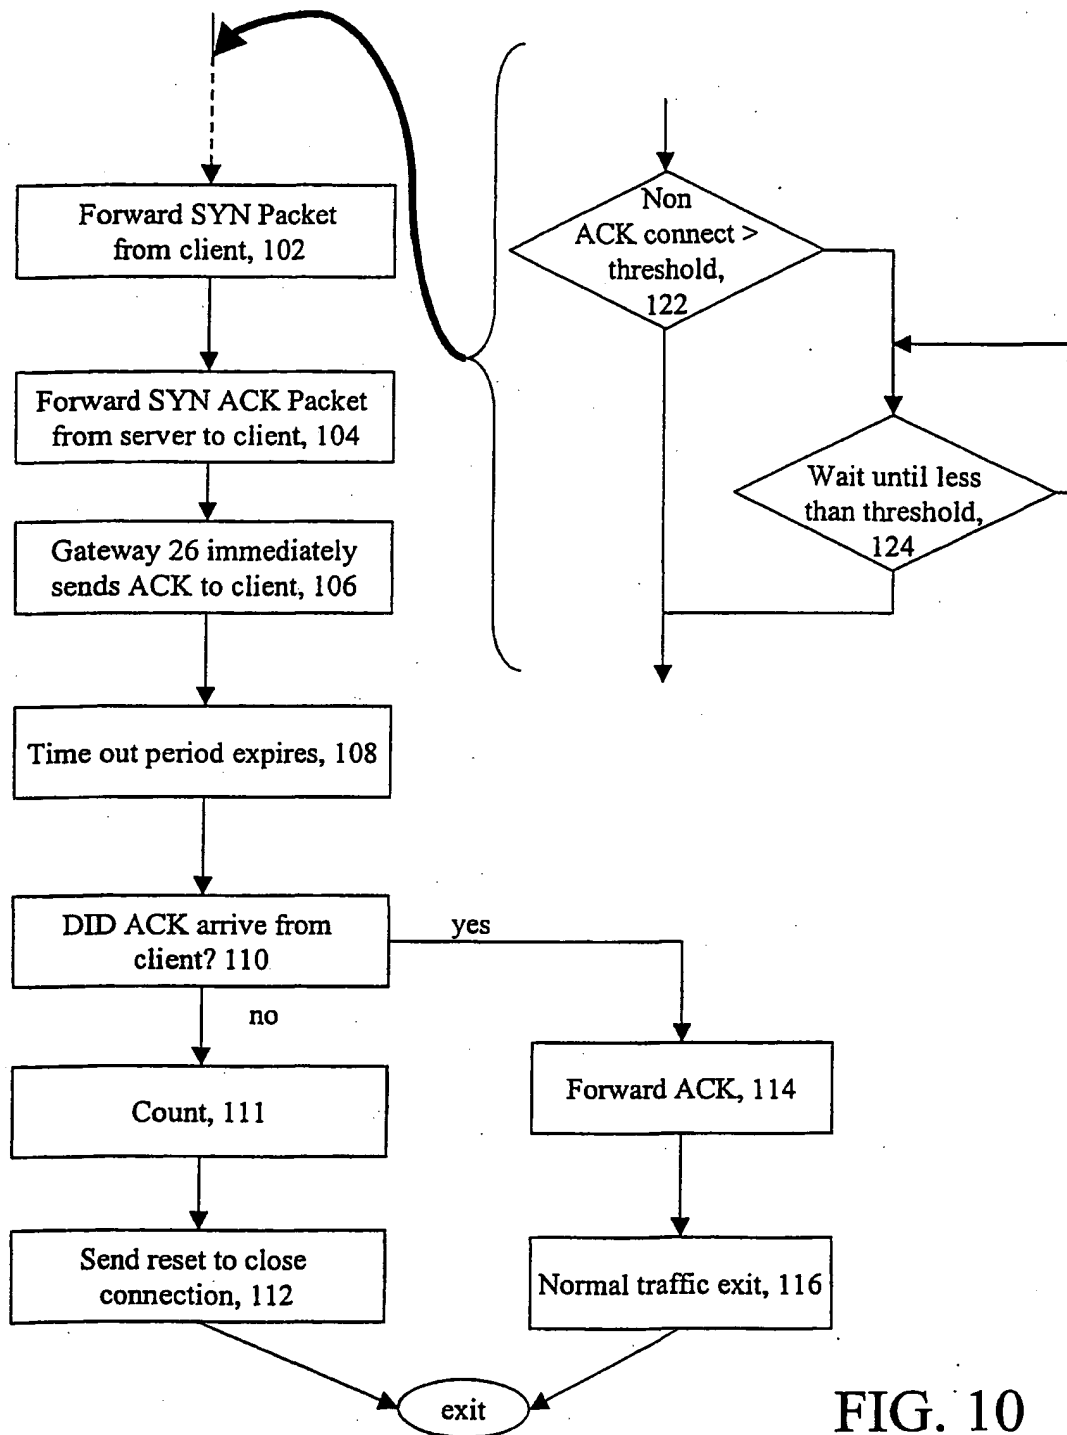 Forward SYN Packet
from client, 102
Forward SYN ACK Packet
from server to client, 104
Gateway 26 immediately
sends ACK to client, 106
Time out period expires, 108
DID ACK arrive from
client? 110
yes
no
Count, 111
Send reset to close
connection, 112
Forward ACK, 114
Normal traffic exit, 116
exit
Non
ACK connect >
threshold,
122
Wait until less
than threshold,
124
FIG. 10